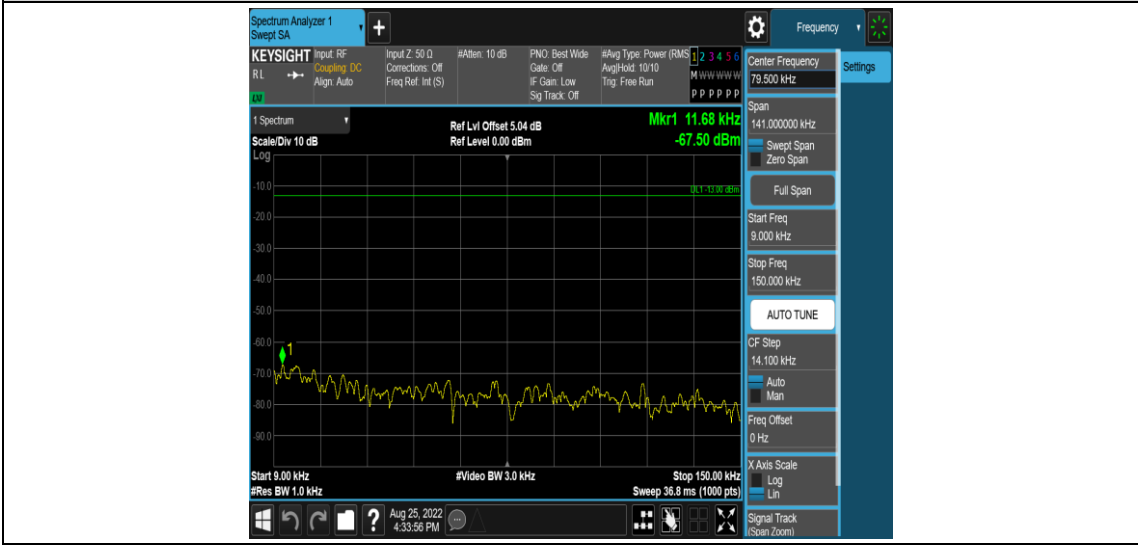 Spectrum Analyzer 1
Swept SA
+
Frequency
KEYSIGHT
R L
LXI
Input: RF
Coupling: DC
Align: Auto
Input Z: 50 Ω
Corrections: Off
Freq Ref: Int (S)
#Atten: 10 dB
PNO: Best Wide
Gate: Off
IF Gain: Low
Sig Track: Off
#Avg Type: Power (RMS
Avg|Hold: 10/10
Trig: Free Run
1 2 3 4 5 6
M W W W W W
P P P P P P
1 Spectrum
Scale/Div 10 dB
Log
Ref Lvl Offset 5.04 dB
Ref Level 0.00 dBm
Mkr1 11.68 kHz
-67.50 dBm
DL1 -13.00 dBm
-10.0
-20.0
-30.0
-40.0
-50.0
-60.0
1
-70.0
-80.0
-90.0
Start 9.00 kHz
#Res BW 1.0 kHz
#Video BW 3.0 kHz
Stop 150.00 kHz
Sweep 36.8 ms (1000 pts)
?
Aug 25, 2022
4:33:56 PM
Center Frequency
79.500 kHz
Settings
Span
141.000000 kHz
Swept Span
Zero Span
Full Span
Start Freq
9.000 kHz
Stop Freq
150.000 kHz
AUTO TUNE
CF Step
14.100 kHz
Auto
Man
Freq Offset
0 Hz
X Axis Scale
Log
Lin
Signal Track
(Span Zoom)